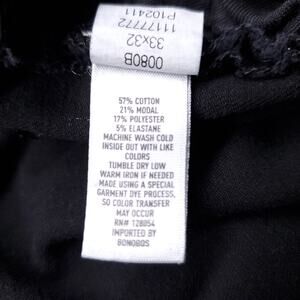 P102411
11177772
33x32
0080B
57% COTTON
21% MODAL
17% POLYESTER
5% ELASTANE
MACHINE WASH COLD
INSIDE OUT WITH LIKE
COLORS
TUMBLE DRY LOW
WARM IRON IF NEEDED
MADE USING A SPECIAL
GARMENT DYE PROCESS,
SO COLOR TRANSFER
MAY OCCUR
RN# 128054
IMPORTED BY
BONOBOS